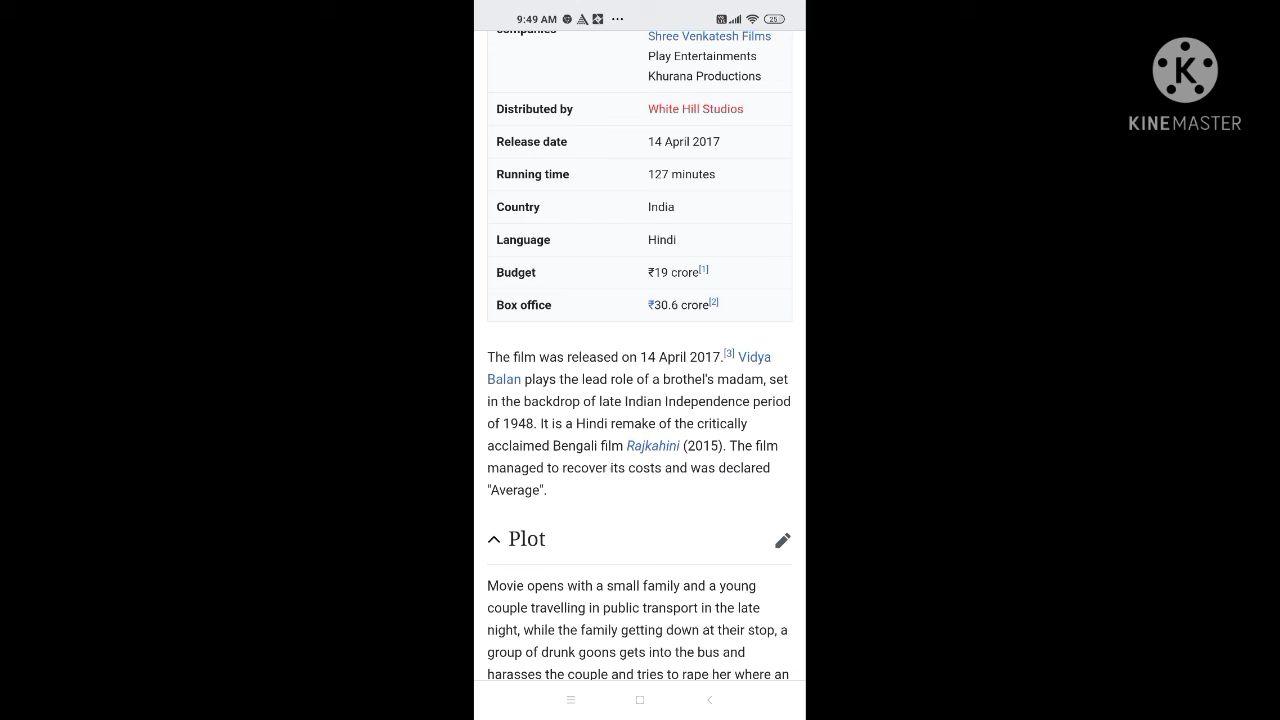 9:49 AM
25
KINEMASTER
companies
Shree Venkatesh Films
Play Entertainments
Khurana Productions
Distributed by White Hill Studios
Release date 14 April 2017
Running time 127 minutes
Country India
Language Hindi
Budget ₹19 crore[1]
Box office ₹30.6 crore[2]
The film was released on 14 April 2017.[3] Vidya
Balan plays the lead role of a brothel's madam, set
in the backdrop of late Indian Independence period
of 1948. It is a Hindi remake of the critically
acclaimed Bengali film Rajkahini (2015). The film
managed to recover its costs and was declared
"Average".
Plot
Movie opens with a small family and a young
couple travelling in public transport in the late
night, while the family getting down at their stop, a
group of drunk goons gets into the bus and
harasses the couple and tries to rape her where an